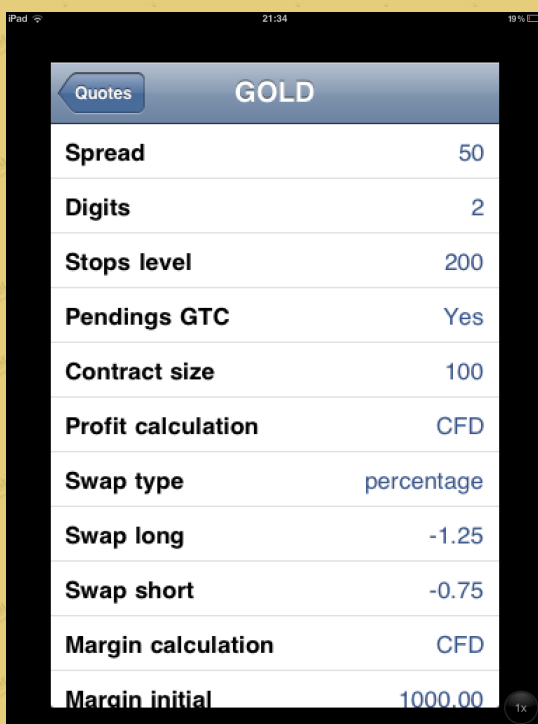 iPad 21:34 19%
Quotes GOLD
Spread 50
Digits 2
Stops level 200
Pendings GTC Yes
Contract size 100
Profit calculation CFD
Swap type percentage
Swap long -1.25
Swap short -0.75
Margin calculation CFD
Margin initial 1000.00
1x